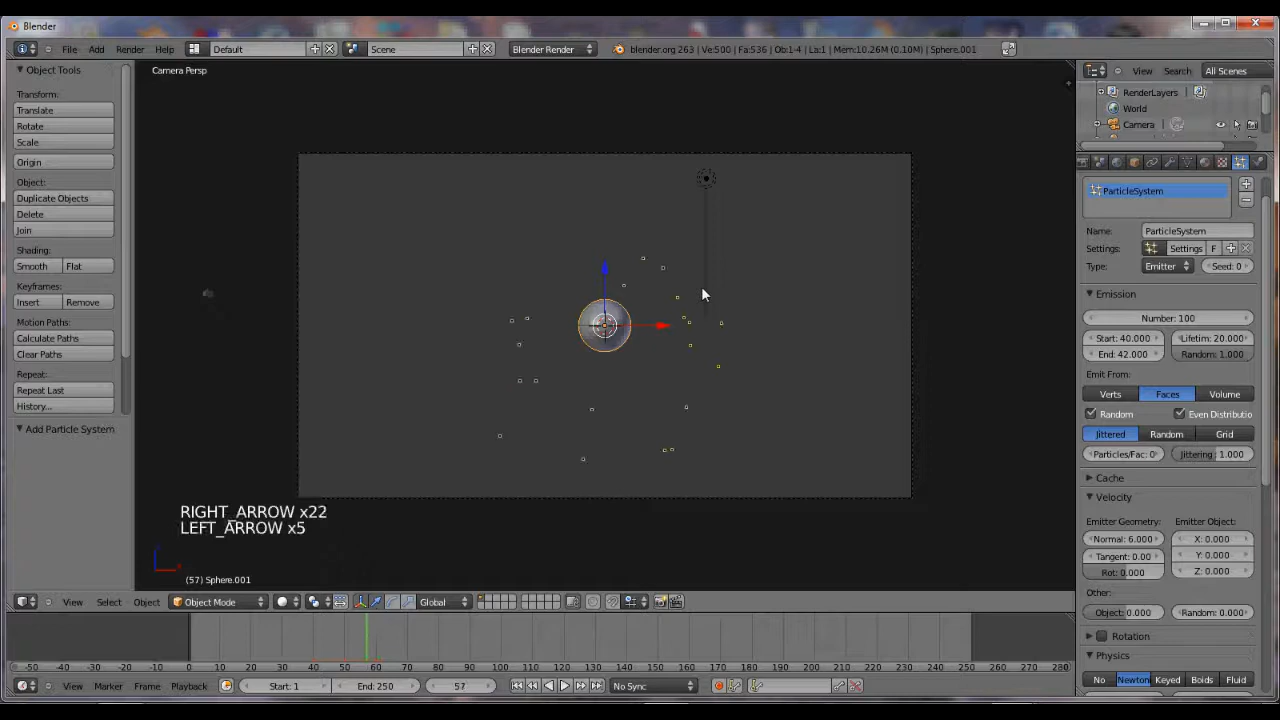 Blender
File Add Render Help Default Scene Blender Render blender.org 263 | Ve:500 | Fa:536 | Ob:1-4 | La:1 | Mem:10.26M (0.10M) | Sphere.001
Object Tools
Transform:
Translate
Rotate
Scale
Origin
Object:
Duplicate Objects
Delete
Join
Shading:
Smooth Flat
Keyframes:
Insert Remove
Motion Paths:
Calculate Paths
Clear Paths
Repeat:
Repeat Last
History...
Add Particle System
Camera Persp
RIGHT_ARROW x22
LEFT_ARROW x5
(57) Sphere.001
View Select Object Object Mode Global
View Search All Scenes
RenderLayers
World
Camera
ParticleSystem
Name: ParticleSystem
Settings: Settings F
Type: Emitter Seed: 0
Emission
Number: 100
Start: 40.000 Lifetim: 20.000
End: 42.000 Random: 1.000
Emit From:
Verts Faces Volume
Random Even Distributio
Jittered Random Grid
Particles/Fac: 0 Jittering: 1.000
Cache
Velocity
Emitter Geometry: Emitter Object:
Normal: 6.000 X: 0.000
Tangent: 0.00 Y: 0.000
Rot: 0.000 Z: 0.000
Other:
Object: 0.000 Random: 0.000
Rotation
Physics
No Newton Keyed Boids Fluid
-50 -40 -30 -20 -10 0 10 20 30 40 50 60 70 80 90 100 110 120 130 140 150 160 170 180 190 200 210 220 230 240 250 260 270 280
View Marker Frame Playback Start: 1 End: 250 57 No Sync